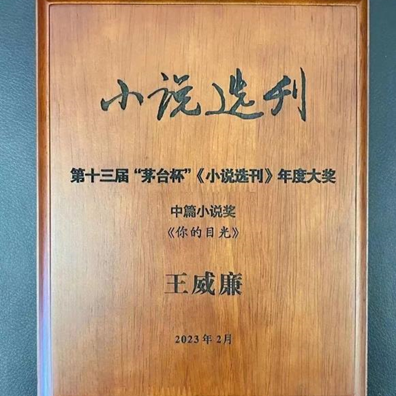 小说选刊
第十三届“茅台杯”《小说选刊》年度大奖
中篇小说奖
《你的目光》
王威廉
2023年2月